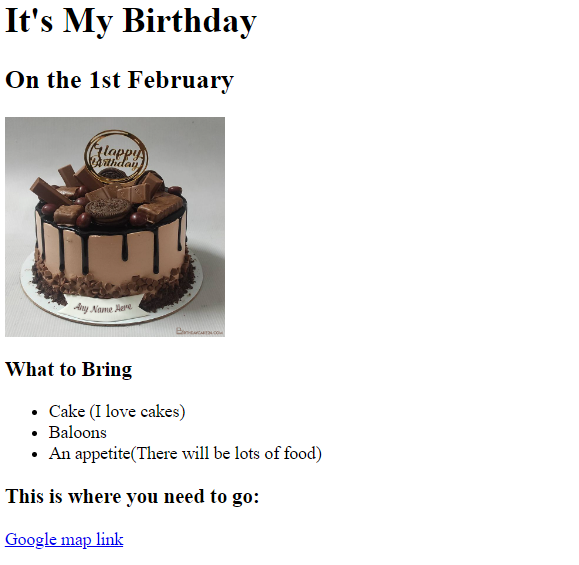 It's My Birthday
On the 1st February
Happy
Birthday
Any Name Here
What to Bring
Cake (I love cakes)
Baloons
An appetite(There will be lots of food)
This is where you need to go:
Google map link